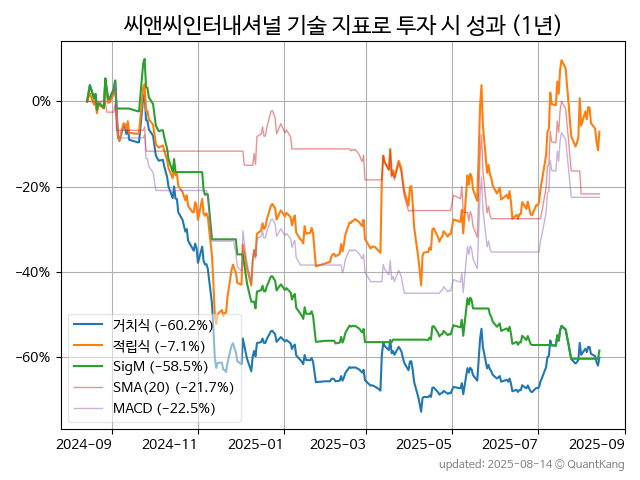 씨앤씨인터내셔널 기술 지표로 투자 시 성과 (1년)
0%
−20%
−40%
−60%
거치식 (−60.2%)
적립식 (−7.1%)
SigM (−58.5%)
SMA(20) (−21.7%)
MACD (−22.5%)
2024-09 2024-11 2025-01 2025-03 2025-05 2025-07 2025-09
updated: 2025-08-14 © QuantKang